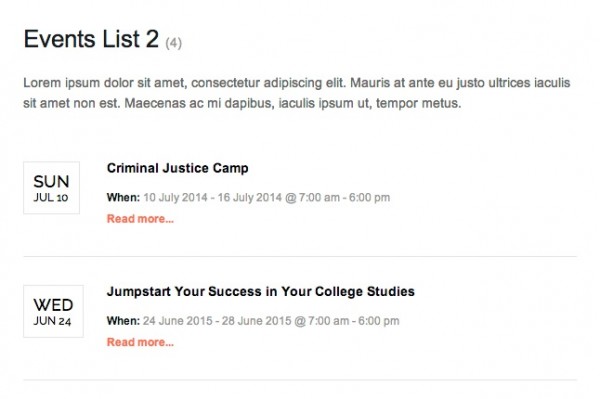 Events List 2 (4)
Lorem ipsum dolor sit amet, consectetur adipiscing elit. Mauris at ante eu justo ultrices iaculis
sit amet non est. Maecenas ac mi dapibus, iaculis ipsum ut, tempor metus.
SUN
JUL 10
Criminal Justice Camp
When: 10 July 2014 - 16 July 2014 @ 7:00 am - 6:00 pm
Read more...
WED
JUN 24
Jumpstart Your Success in Your College Studies
When: 24 June 2015 - 28 June 2015 @ 7:00 am - 6:00 pm
Read more...